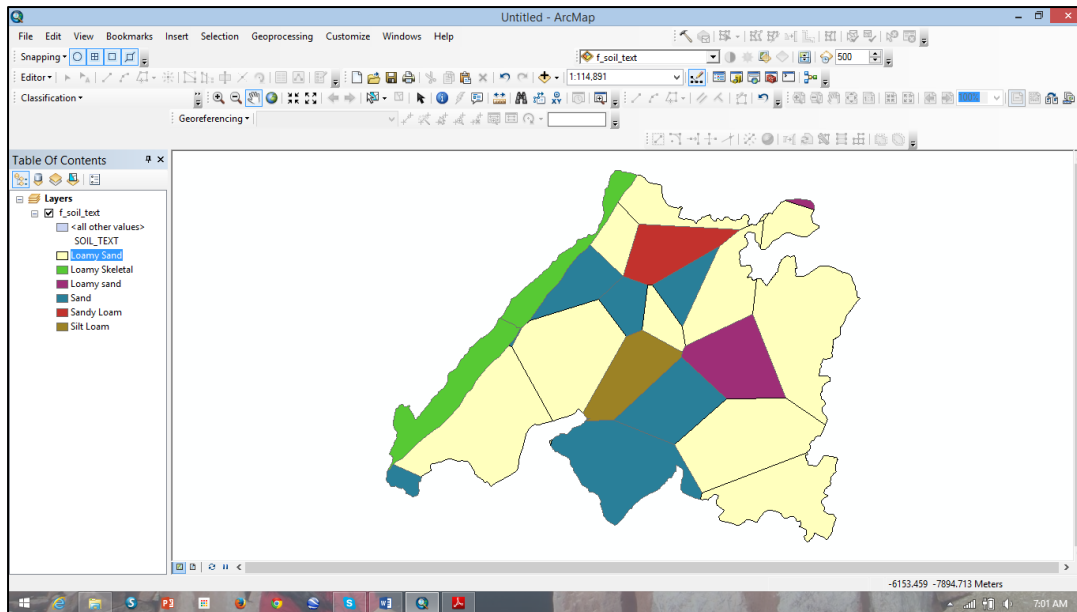 Untitled - ArcMap
File Edit View Bookmarks Insert Selection Geoprocessing Customize Windows Help
Snapping
f_soil_text
500
Editor
1:114,891
Classification
100%
Georeferencing
Table Of Contents
Layers
f_soil_text
<all other values>
SOIL_TEXT
Loamy Sand
Loamy Skeletal
Loamy sand
Sand
Sandy Loam
Silt Loam
-6153.459 -7894.713 Meters
7:01 AM